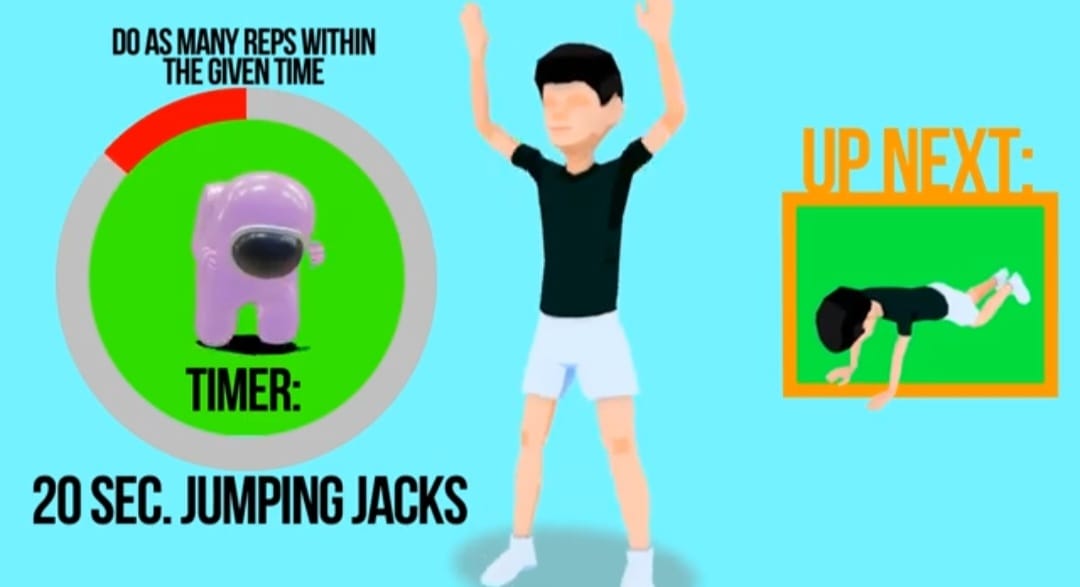 DO AS MANY REPS WITHIN
THE GIVEN TIME
TIMER:
20 SEC. JUMPING JACKS
UP NEXT: